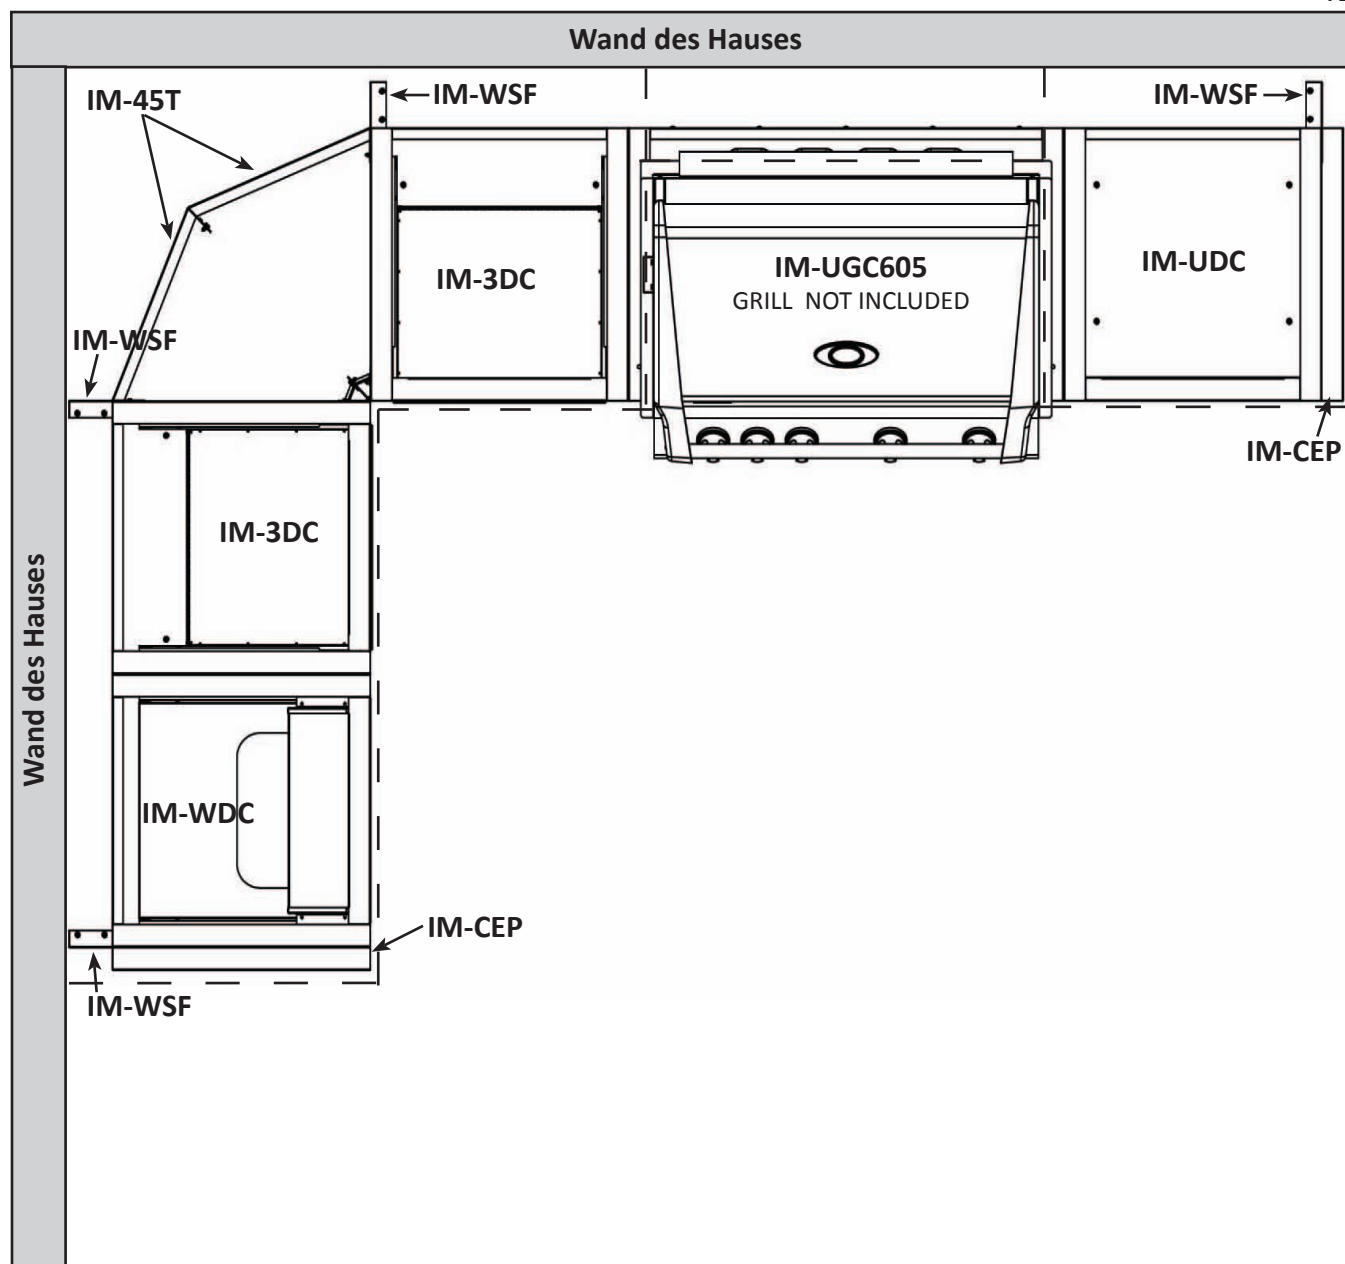 Wand des Hauses
IM-45T
IM-WSF
IM-WSF
IM-3DC
IM-UGC605
GRILL NOT INCLUDED
IM-UDC
IM-WSF
IM-CEP
IM-3DC
Wand des Hauses
IM-WDC
IM-CEP
IM-WSF